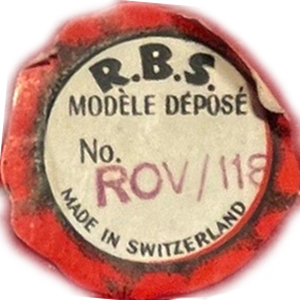 R.B.S.
MODÈLE DÉPOSÉ
No.
ROV/118
MADE IN SWITZERLAND